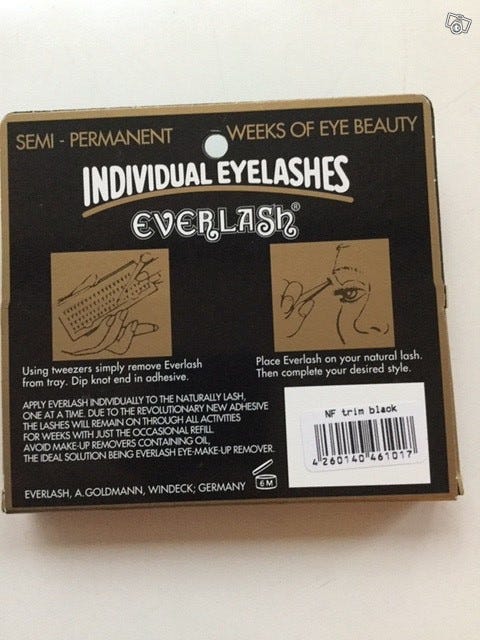 SEMI - PERMANENT WEEKS OF EYE BEAUTY
INDIVIDUAL EYELASHES
EVERLASH®
Using tweezers simply remove Everlash
from tray. Dip knot end in adhesive.
Place Everlash on your natural lash.
Then complete your desired style.
APPLY EVERLASH INDIVIDUALLY TO THE NATURALLY LASH,
ONE AT A TIME. DUE TO THE REVOLUTIONARY NEW ADHESIVE
THE LASHES WILL REMAIN ON THROUGH ALL ACTIVITIES
FOR WEEKS WITH JUST THE OCCASIONAL REFILL.
AVOID MAKE-UP REMOVERS CONTAINING OIL,
THE IDEAL SOLUTION BEING EVERLASH EYE-MAKE-UP REMOVER.
EVERLASH, A.GOLDMANN, WINDECK; GERMANY
6M
NF trim black
4 260140 461017